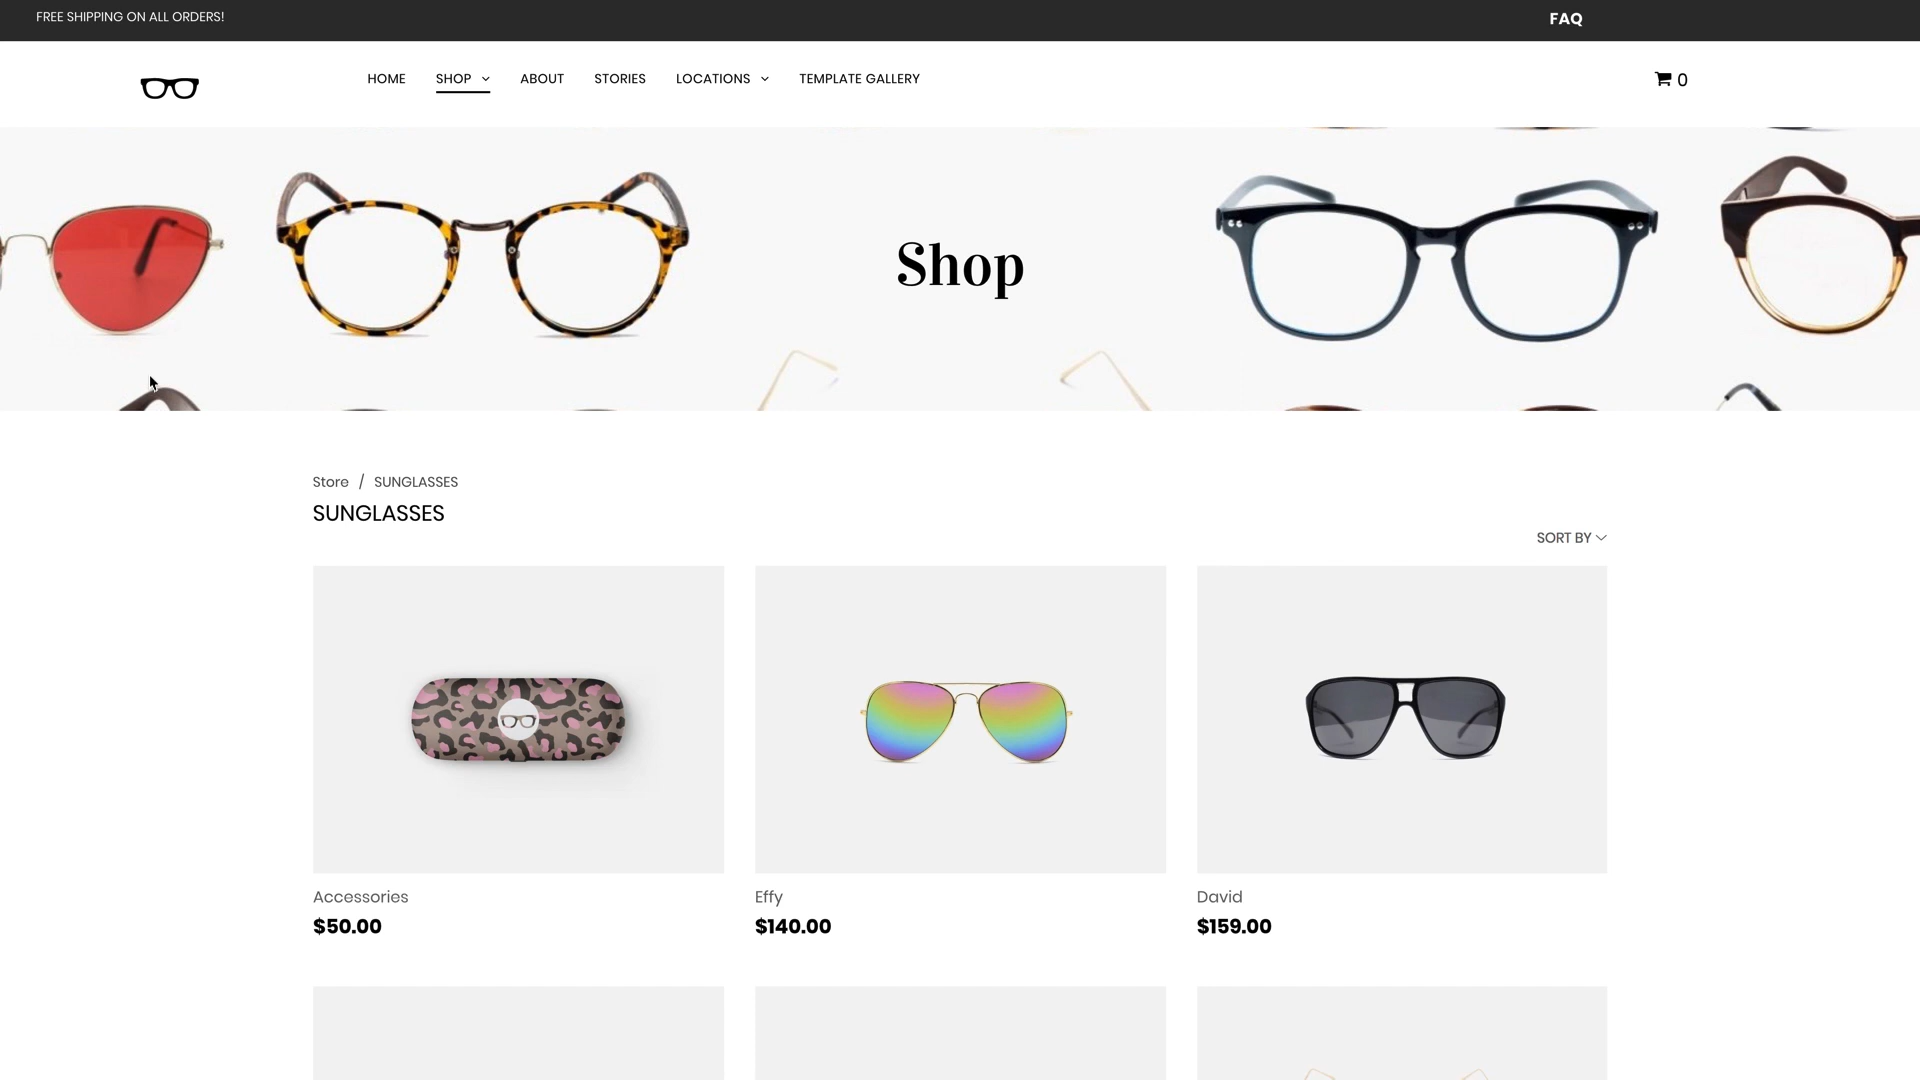 FREE SHIPPING ON ALL ORDERS!
FAQ
HOME SHOP ABOUT STORIES LOCATIONS TEMPLATE GALLERY
0
Shop
Store / SUNGLASSES
SUNGLASSES
SORT BY
Accessories
$50.00
Effy
$140.00
David
$159.00